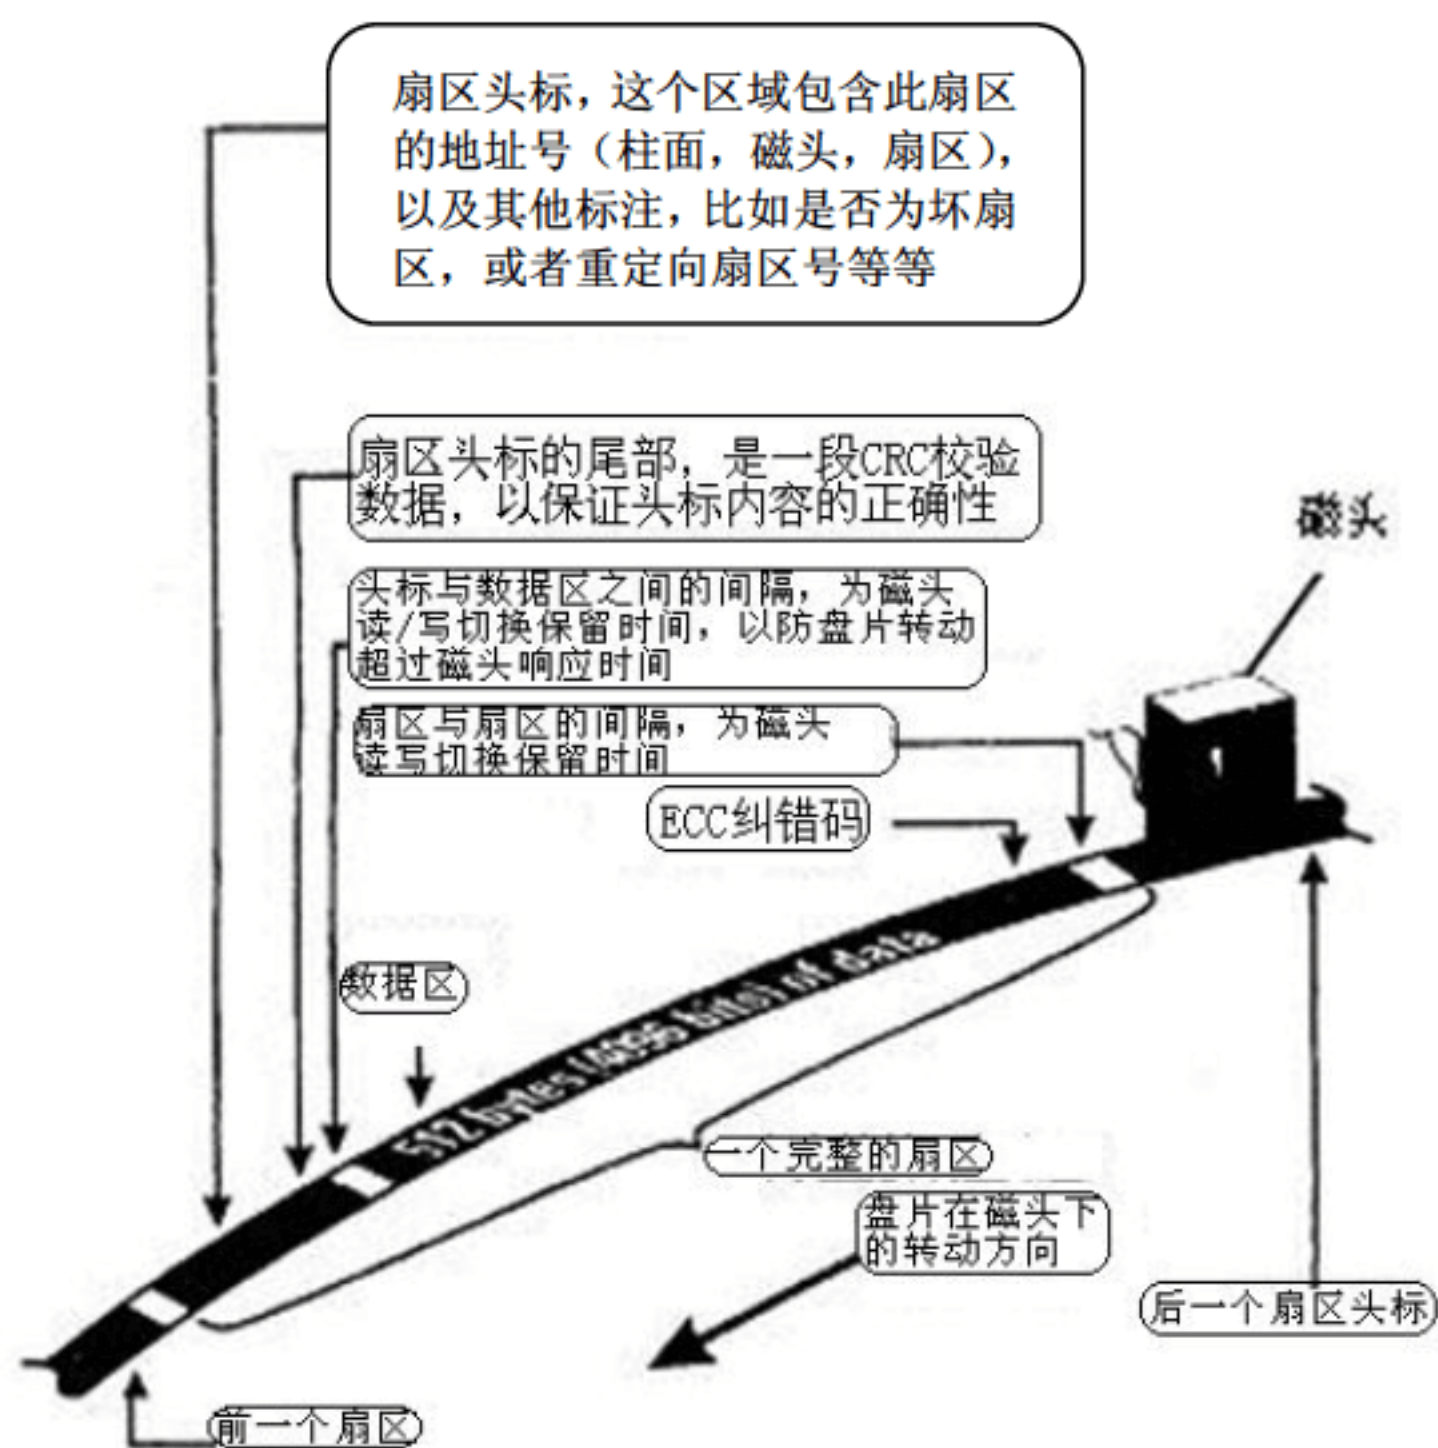 扇区头标，这个区域包含此扇区
的地址号（柱面，磁头，扇区），
以及其他标注，比如是否为坏扇
区，或者重定向扇区号等等
扇区头标的尾部，是一段CRC校验
数据，以保证头标内容的正确性
磁头
头标与数据区之间的间隔，为磁头
读/写切换保留时间，以防盘片转动
超过磁头响应时间
扇区与扇区的间隔，为磁头
读写切换保留时间
ECC纠错码
数据区
512 bytes (4096 bits) of data
一个完整的扇区
盘片在磁头下
的转动方向
后一个扇区头标
前一个扇区